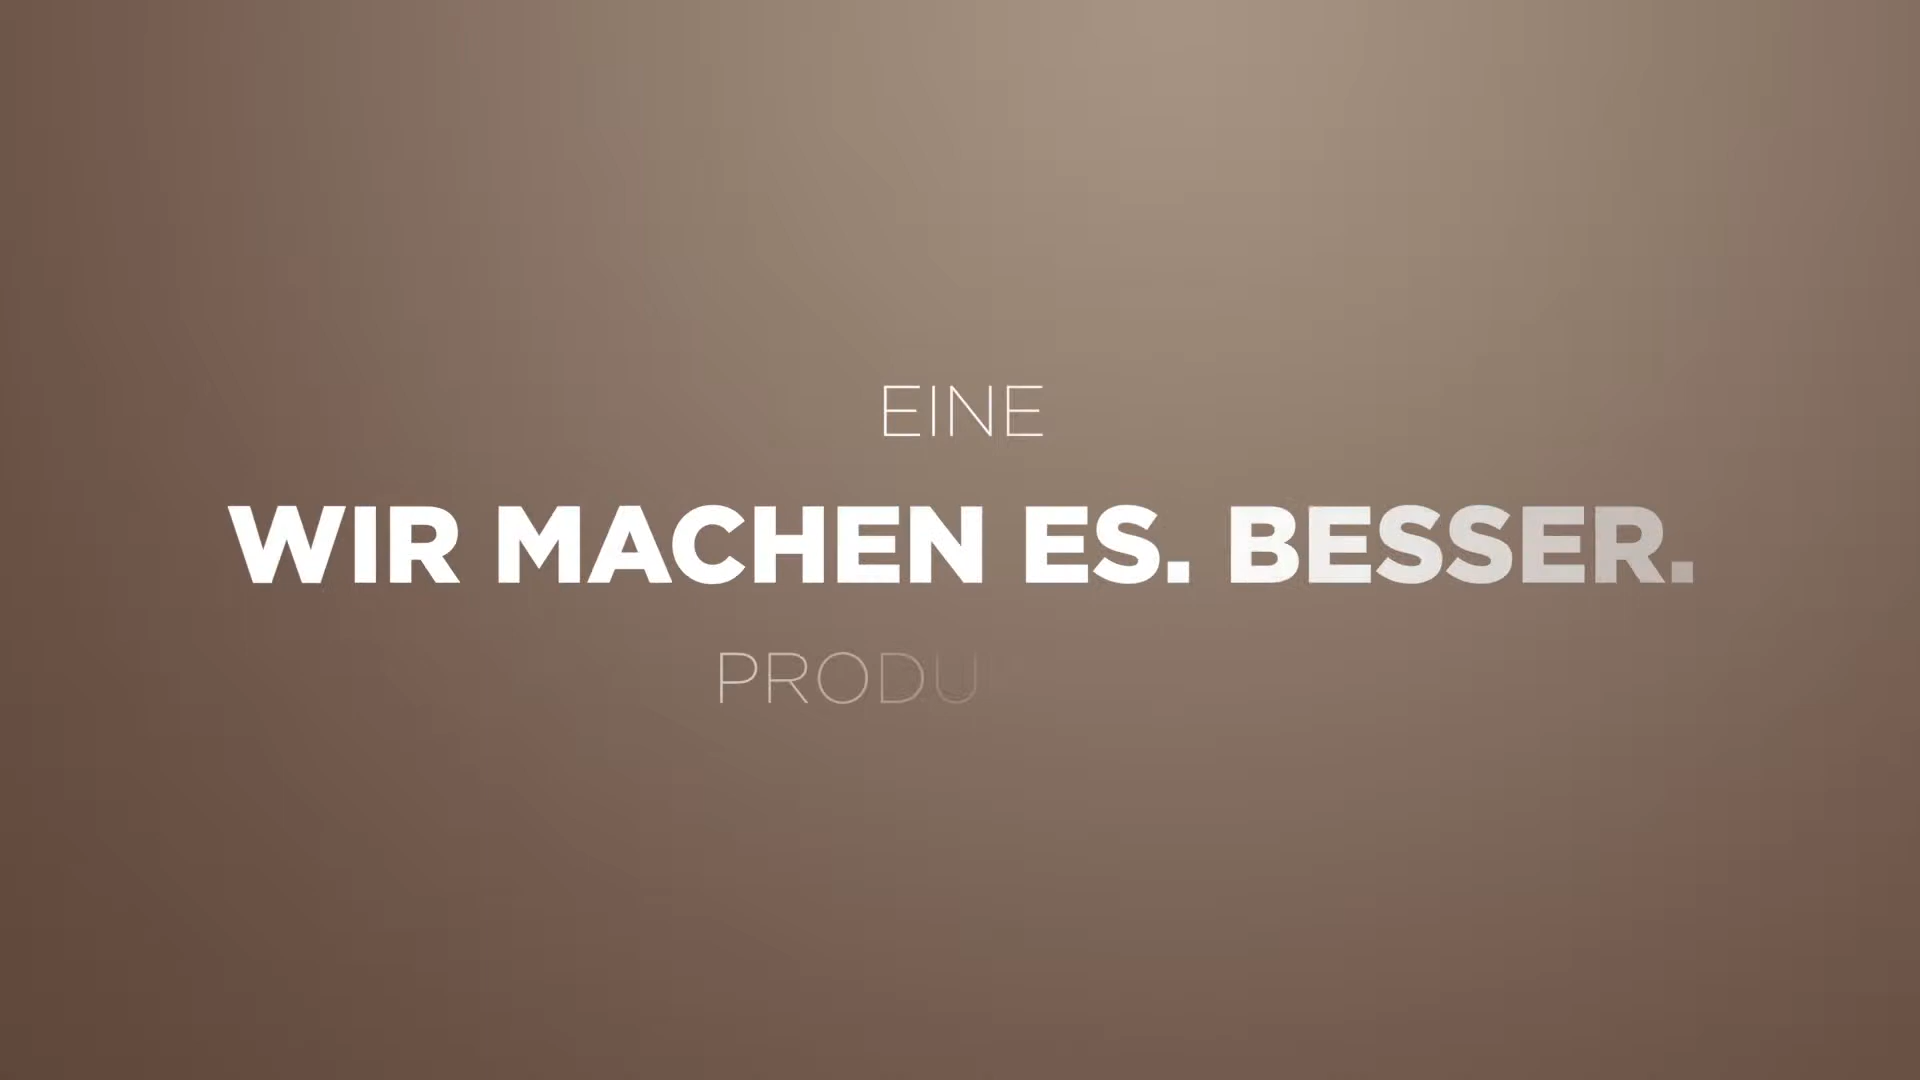 EINE
WIR MACHEN ES. BESSER.